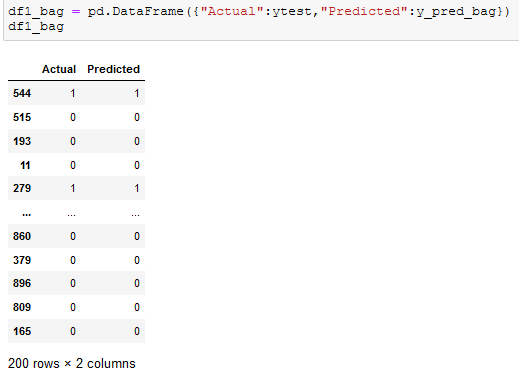 df1_bag = pd.DataFrame({"Actual":ytest,"Predicted":y_pred_bag})
df1_bag
Actual Predicted
544 1 1
515 0 0
193 0 0
11 0 0
279 1 1
... ... ...
860 0 0
379 0 0
896 0 0
809 0 0
165 0 0
200 rows × 2 columns